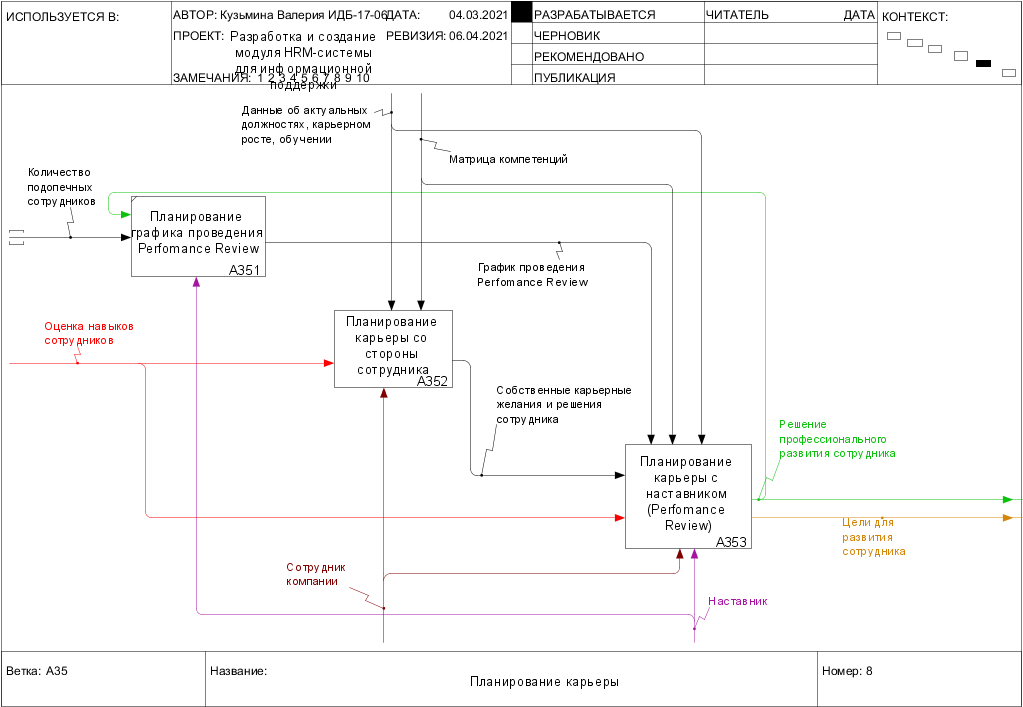 ИСПОЛЬЗУЕТСЯ В:
АВТОР: Кузьмина Валерия ИДБ-17-06
ДАТА: 04.03.2021
РАЗРАБАТЫВАЕТСЯ
ЧИТАТЕЛЬ
ДАТА
КОНТЕКСТ:
ПРОЕКТ: Разработка и создание
модуля HRM-системы
для информационной
поддержки
РЕВИЗИЯ: 06.04.2021
ЧЕРНОВИК
РЕКОМЕНДОВАНО
ЗАМЕЧАНИЯ: 1 2 3 4 5 6 7 8 9 10
ПУБЛИКАЦИЯ
Данные об актуальных
должностях, карьерном
росте, обучении
Матрица компетенций
Количество
подопечных
сотрудников
Планирование
графика проведения
Perfomance Review
A351
График проведения
Perfomance Review
Оценка навыков
сотрудников
Планирование
карьеры со
стороны
сотрудника
A352
Собственные карьерные
желания и решения
сотрудника
Решение
профессионального
развития сотрудника
Планирование
карьеры с
наставником
(Perfomance
Review)
A353
Цели для
развития
сотрудника
Сотрудник
компании
Наставник
Ветка: A35
Название:
Планирование карьеры
Номер: 8